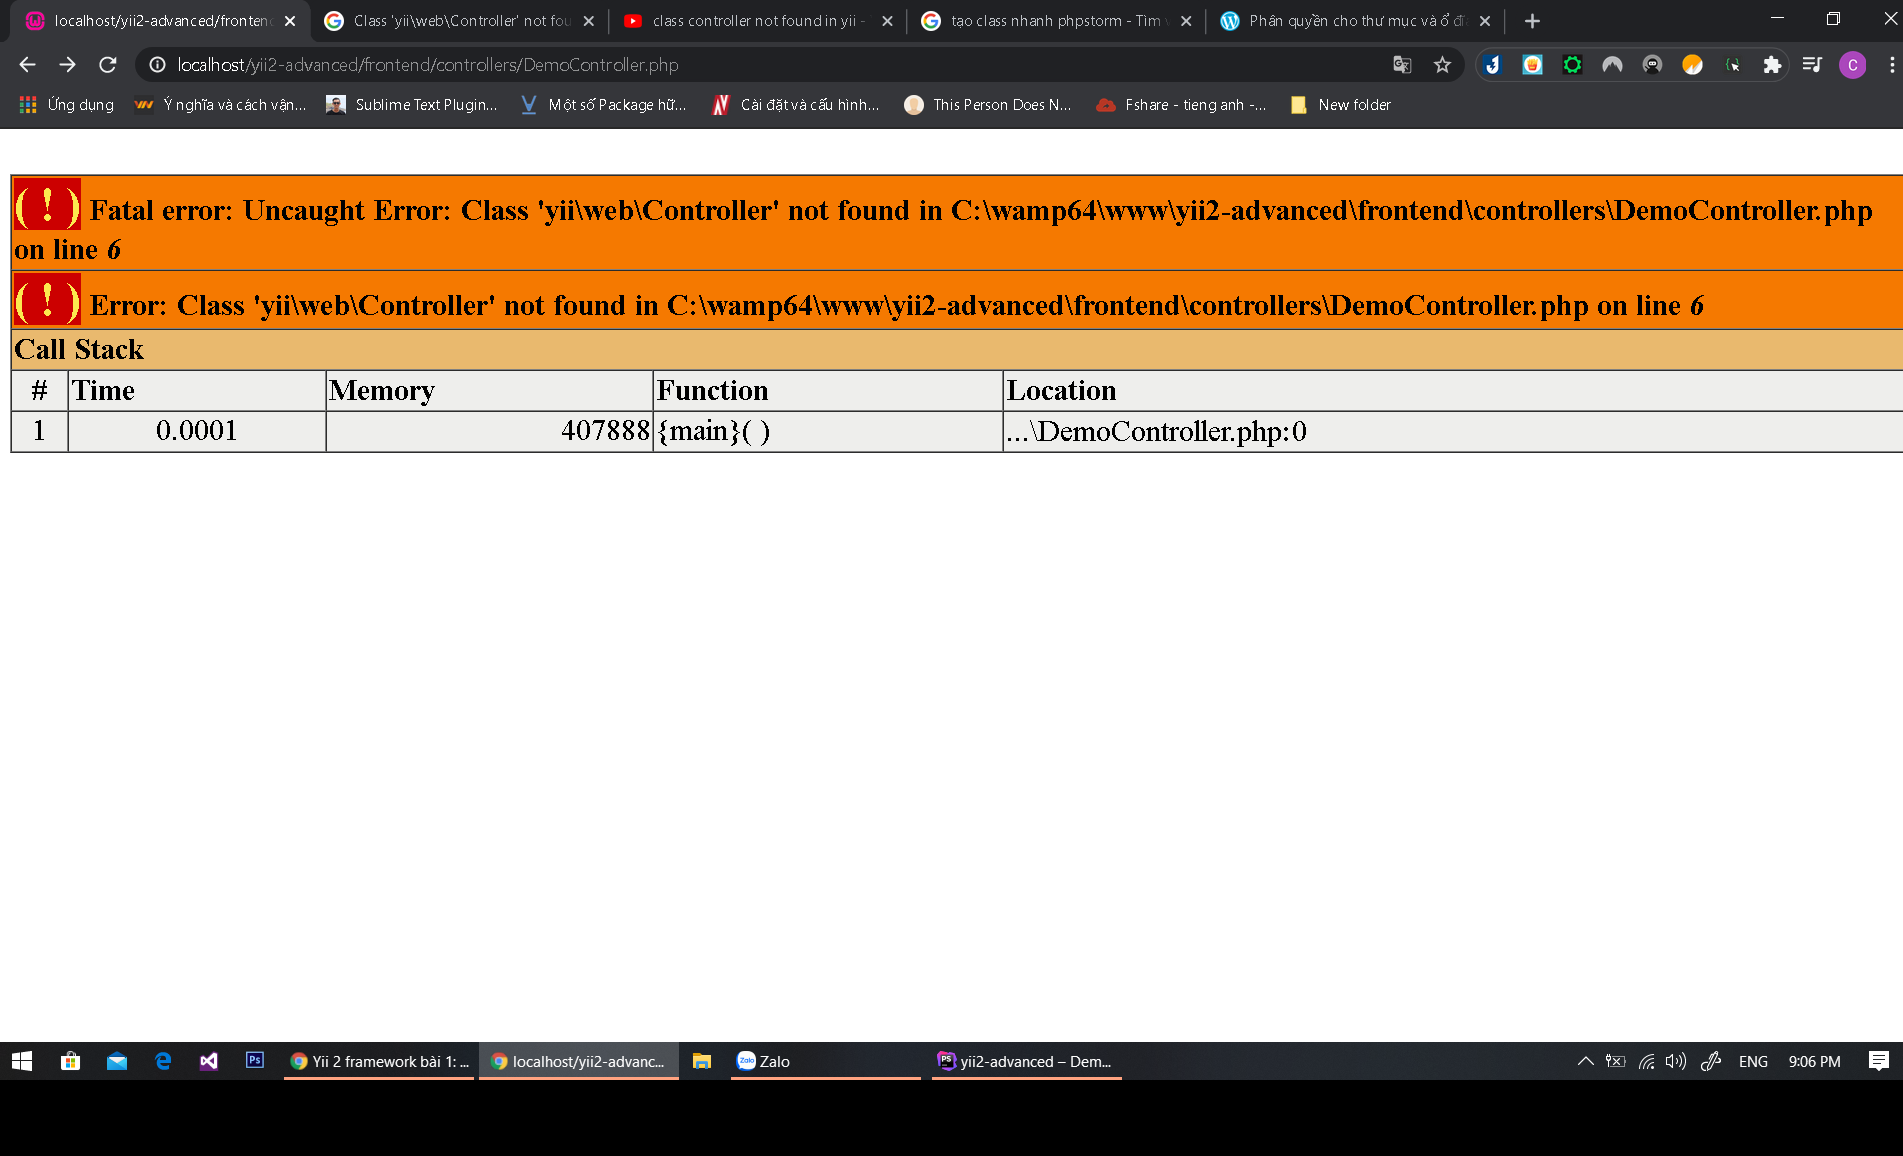 localhost/yii2-advanced/fronten
Class 'yii\web\Controller' not fou
class controller not found in yii -
tạo class nhanh phpstorm - Tìm
Phân quyền cho thư mục và ổ đĩ
localhost/yii2-advanced/frontend/controllers/DemoController.php
C
Ứng dụng
Ý nghĩa và cách vận...
Sublime Text Plugin...
Một số Package hữ...
Cài đặt và cấu hình...
This Person Does N...
Fshare - tieng anh -...
New folder
( ! ) Fatal error: Uncaught Error: Class 'yii\web\Controller' not found in C:\wamp64\www\yii2-advanced\frontend\controllers\DemoController.php
on line 6
( ! ) Error: Class 'yii\web\Controller' not found in C:\wamp64\www\yii2-advanced\frontend\controllers\DemoController.php on line 6
Call Stack
# Time Memory Function Location
1 0.0001 407888 {main}( ) ...\DemoController.php:0
Ps
Yii 2 framework bài 1: ...
localhost/yii2-advanc...
Zalo
Zalo
PS
yii2-advanced – Dem...
ENG
9:06 PM